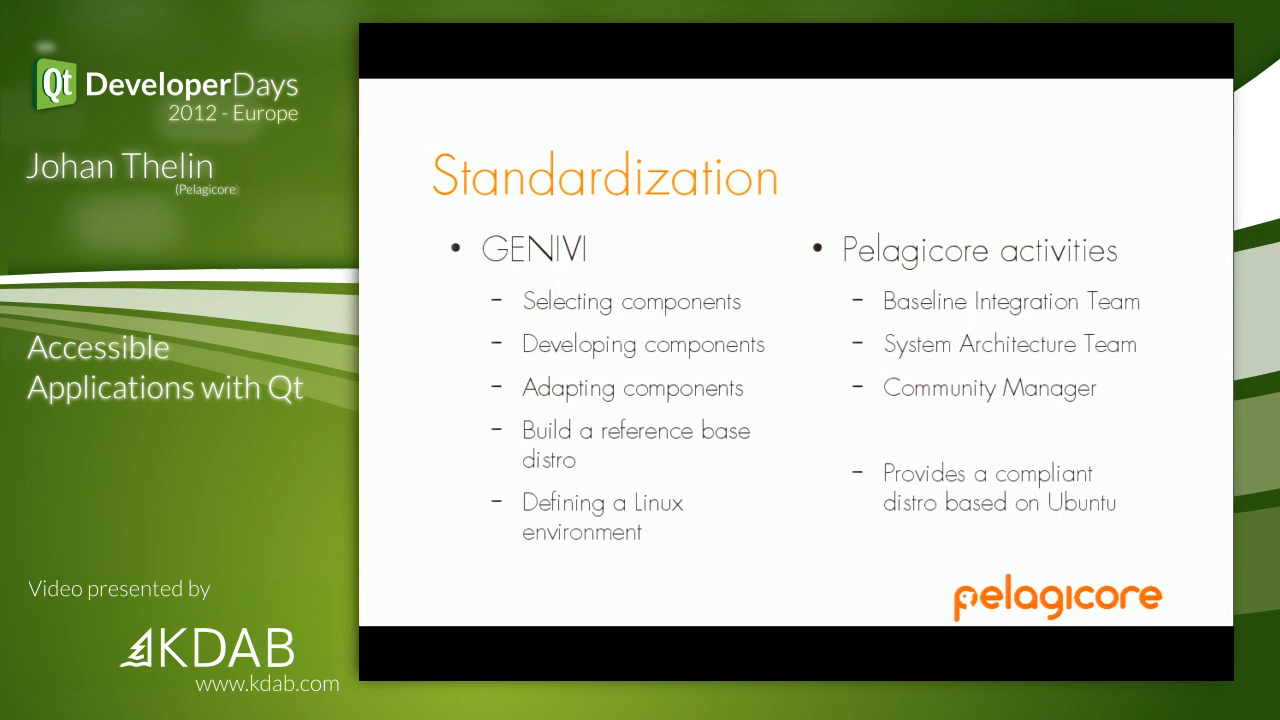 Qt DeveloperDays
2012 - Europe
Johan Thelin
(Pelagicore)
Accessible
Applications with Qt
Video presented by
KDAB
www.kdab.com
Standardization
• GENIVI
– Selecting components
– Developing components
– Adapting components
– Build a reference base
distro
– Defining a Linux
environment
• Pelagicore activities
– Baseline Integration Team
– System Architecture Team
– Community Manager
– Provides a compliant
distro based on Ubuntu
pelagicore